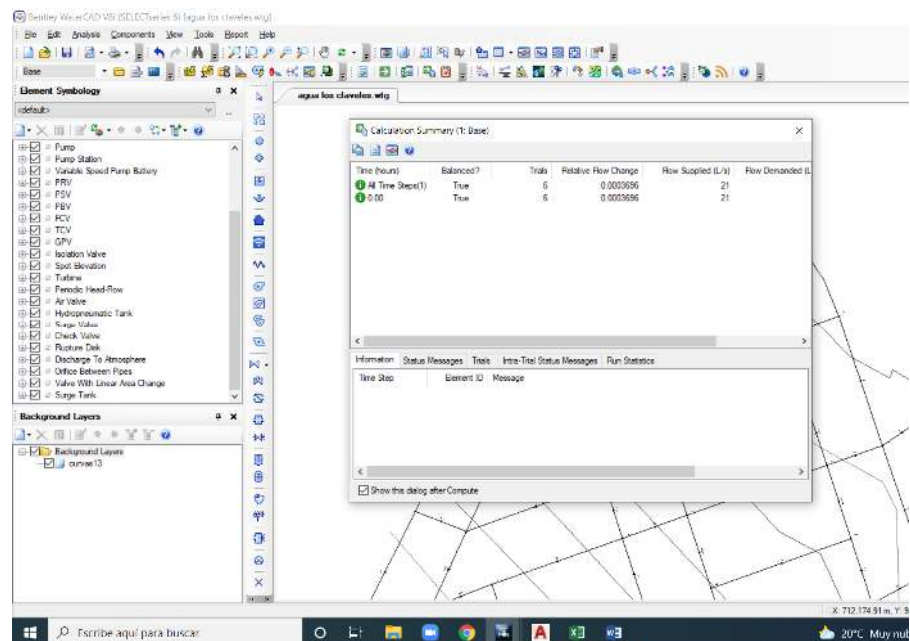 Bentley WaterCAD V8i (SELECTseries 6) [agua los claveles.wtg]
File Edit Analysis Components View Tools Report Help
Base
Element Symbology
<default>
Pump
Pump Station
Variable Speed Pump Battery
PRV
PSV
PBV
FCV
TCV
GPV
Isolation Valve
Spot Elevation
Turbine
Periodic Head-Flow
Air Valve
Hydropneumatic Tank
Surge Valve
Check Valve
Rupture Disk
Discharge To Atmosphere
Orifice Between Pipes
Valve With Linear Area Change
Surge Tank
Background Layers
Background Layers
curvas13
agua los claveles.wtg
Calculation Summary (1: Base)
Time (hours) Balanced? Trials Relative Flow Change Flow Supplied (L/s) Flow Demanded (L
All Time Steps(1) True 6 0.0003696 21
0.00 True 6 0.0003696 21
Information Status Messages Trials Intra-Trial Status Messages Run Statistics
Time Step Element ID Message
Show this dialog after Compute
X: 712,174.91 m, Y: 9
Escribe aquí para buscar
20°C Muy nub